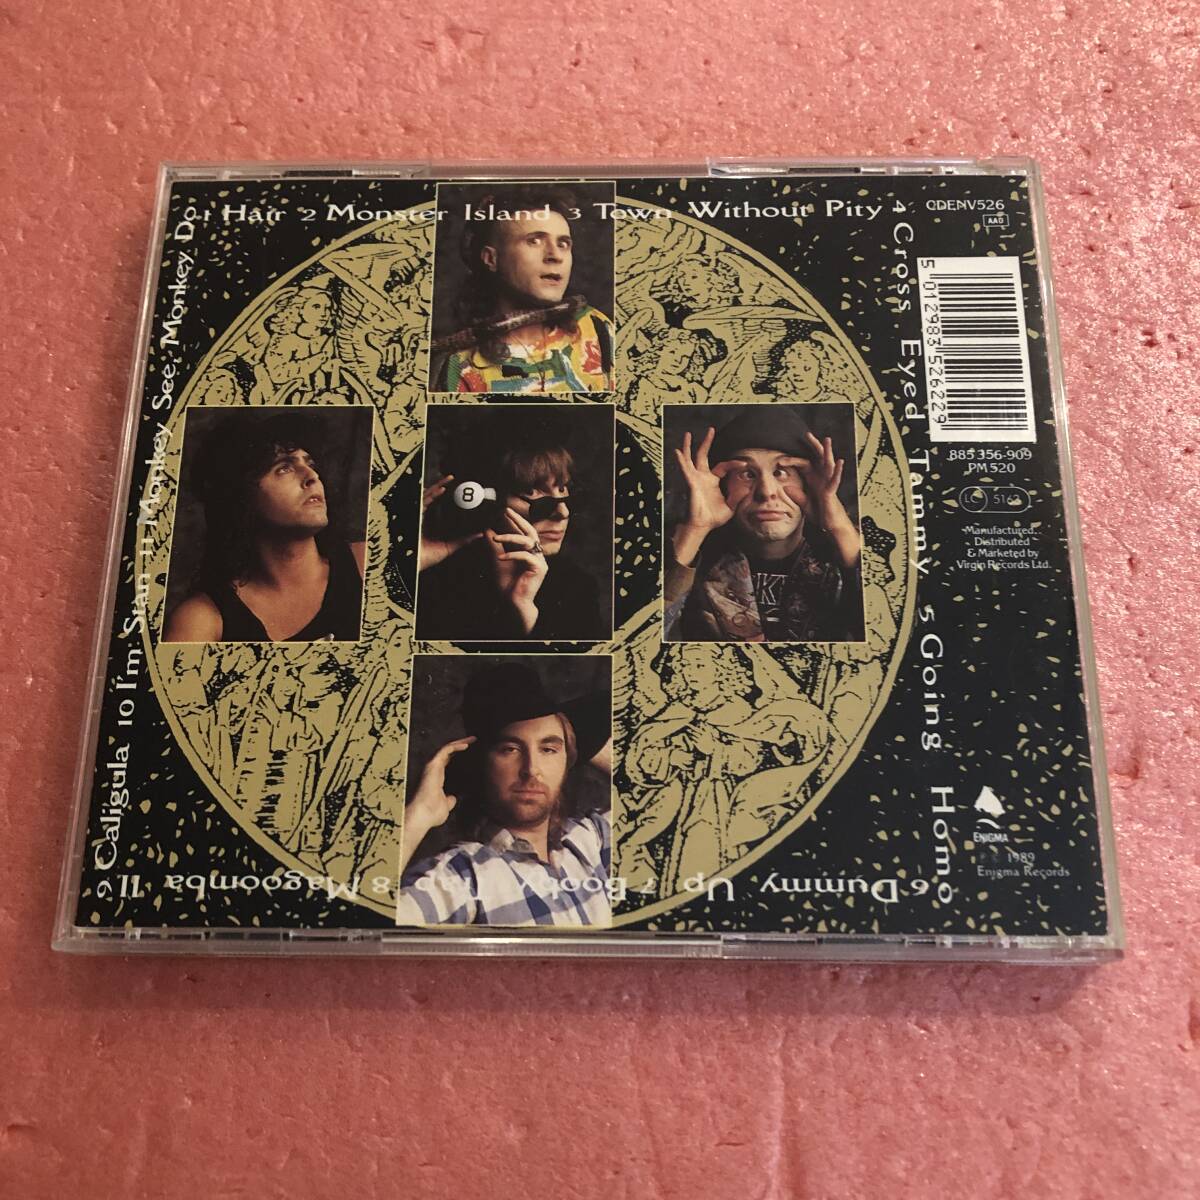 1 Hair 2 Monster Island 3 Town Without Pity
4 Cross Eyed Tammy 5 Going Homo
6 Dummy Up 7 Booby Trap 8 Magoomba II
9 Caligula 10 I'm Stan 11 Monkey See Monkey Do
CDENV526
AAD
5 012983 526229
885 356-909
PM 520
LC 5162
Manufactured,
Distributed
& Marketed by
Virgin Records Ltd.
ENIGMA
1989
Enigma Records
8